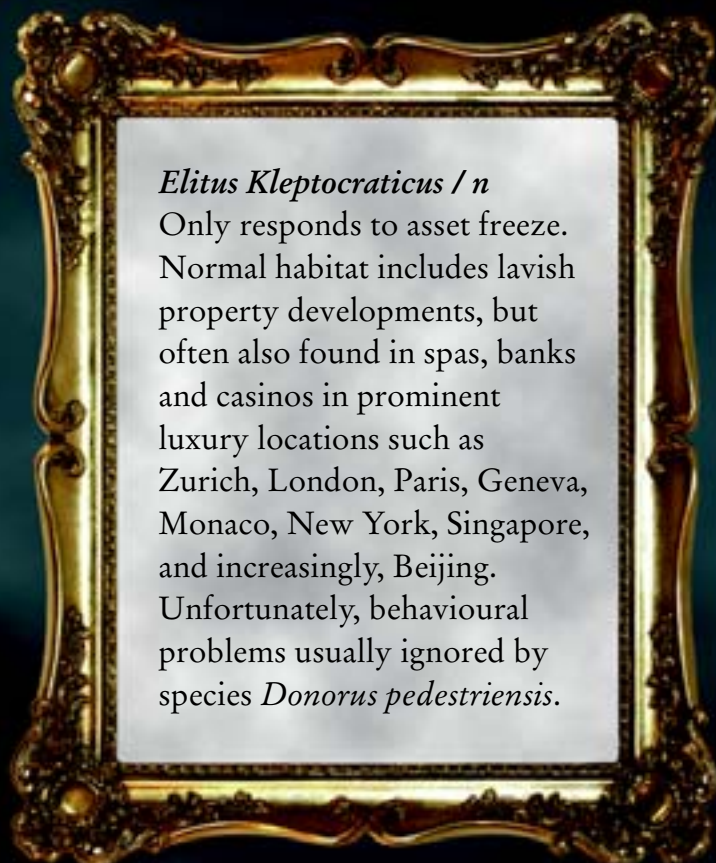 Elitus Kleptocraticus / n
Only responds to asset freeze.
Normal habitat includes lavish
property developments, but
often also found in spas, banks
and casinos in prominent
luxury locations such as
Zurich, London, Paris, Geneva,
Monaco, New York, Singapore,
and increasingly, Beijing.
Unfortunately, behavioural
problems usually ignored by
species Donorus pedestriensis.